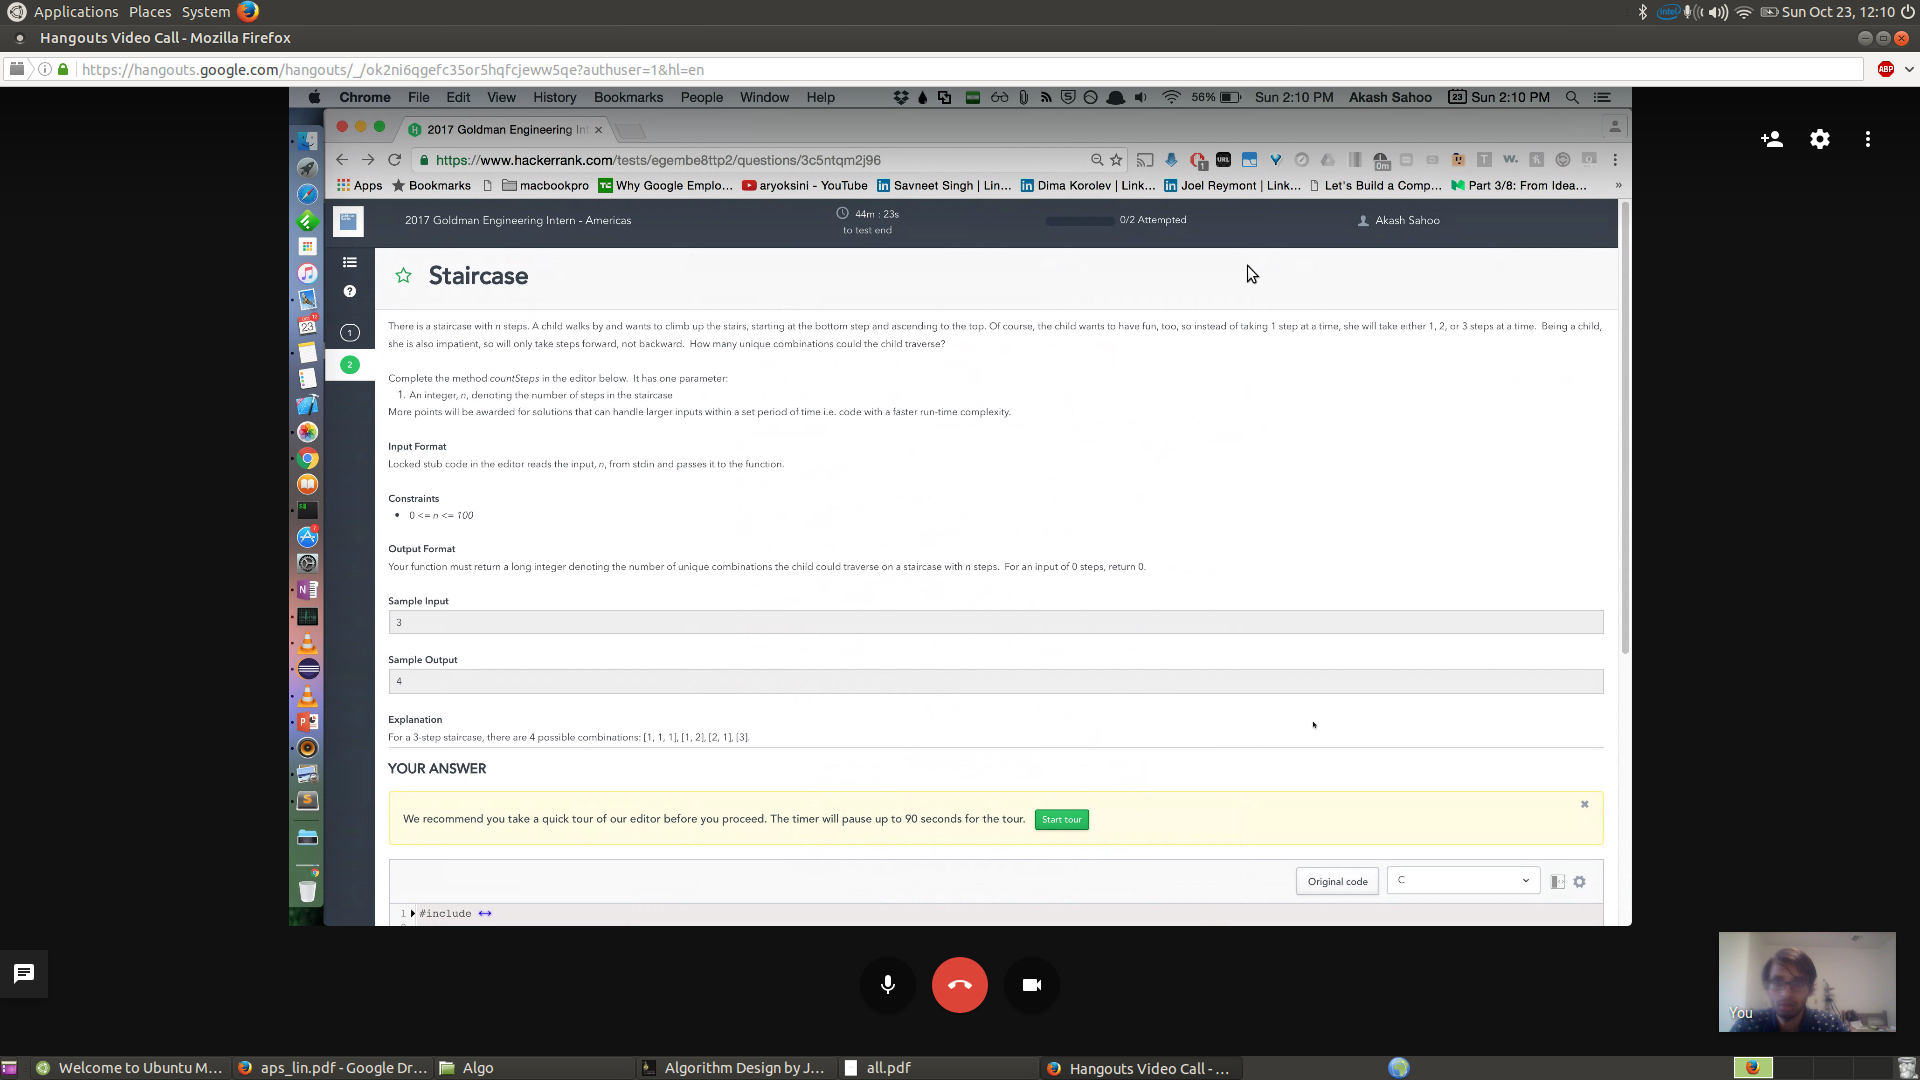 Applications Places System
Sun Oct 23, 12:10
Hangouts Video Call - Mozilla Firefox
https://hangouts.google.com/hangouts/_/ok2ni6qgefc35or5hqfcjeww5qe?authuser=1&hl=en
ABP
Chrome File Edit View History Bookmarks People Window Help
56% Sun 2:10 PM Akash Sahoo 23 Sun 2:10 PM
2017 Goldman Engineering In
https://www.hackerrank.com/tests/egembe8ttp2/questions/3c5ntqm2j96
Apps Bookmarks macbookpro Why Google Emplo... aryoksini - YouTube Savneet Singh | Lin... Dima Korolev | Link... Joel Reymont | Link... Let's Build a Comp... Part 3/8: From Idea... »
2017 Goldman Engineering Intern - Americas
44m : 23s
to test end
0/2 Attempted
Akash Sahoo
Staircase
1
2
There is a staircase with n steps. A child walks by and wants to climb up the stairs, starting at the bottom step and ascending to the top. Of course, the child wants to have fun, too, so instead of taking 1 step at a time, she will take either 1, 2, or 3 steps at a time. Being a child,
she is also impatient, so will only take steps forward, not backward. How many unique combinations could the child traverse?
Complete the method countSteps in the editor below. It has one parameter:
1. An integer, n, denoting the number of steps in the staircase
More points will be awarded for solutions that can handle larger inputs within a set period of time i.e. code with a faster run-time complexity.
Input Format
Locked stub code in the editor reads the input, n, from stdin and passes it to the function.
Constraints
• 0 <= n <= 100
Output Format
Your function must return a long integer denoting the number of unique combinations the child could traverse on a staircase with n steps. For an input of 0 steps, return 0.
Sample Input
3
Sample Output
4
Explanation
For a 3-step staircase, there are 4 possible combinations: [1, 1, 1], [1, 2], [2, 1], [3].
YOUR ANSWER
We recommend you take a quick tour of our editor before you proceed. The timer will pause up to 90 seconds for the tour. Start tour
Original code C
1 #include
You
Welcome to Ubuntu M... aps_lin.pdf - Google Dr... Algo Algorithm Design by J... all.pdf Hangouts Video Call - ...